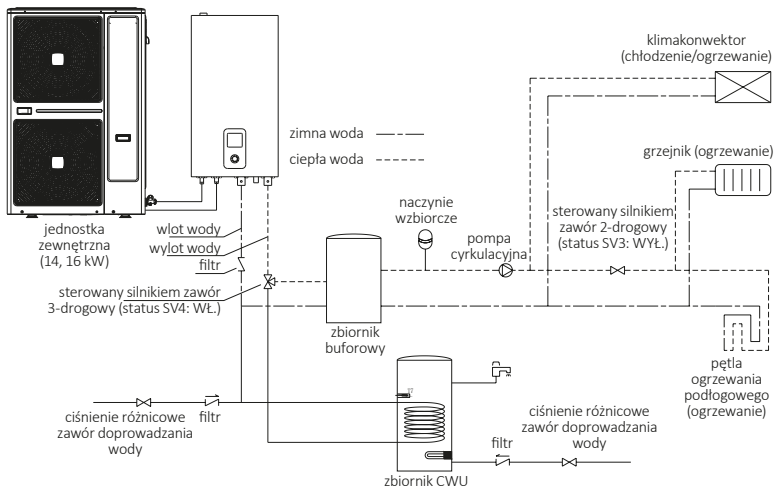 klimakonwektor
(chłodzenie/ogrzewanie)
zimna woda
ciepła woda
grzejnik (ogrzewanie)
jednostka
zewnętrzna
(14, 16 kW)
wlot wody
wylot wody
filtr
sterowany silnikiem zawór
3-drogowy (status SV4: WŁ.)
naczynie
wzbiorcze
pompa
cyrkulacyjna
sterowany silnikiem
zawór 2-drogowy
(status SV3: WYŁ.)
zbiornik
buforowy
pętla
ogrzewania
podłogowego
(ogrzewanie)
ciśnienie różnicowe
zawór doprowadzania
wody
filtr
ciśnienie różnicowe
zawór doprowadzania
wody
filtr
zbiornik CWU